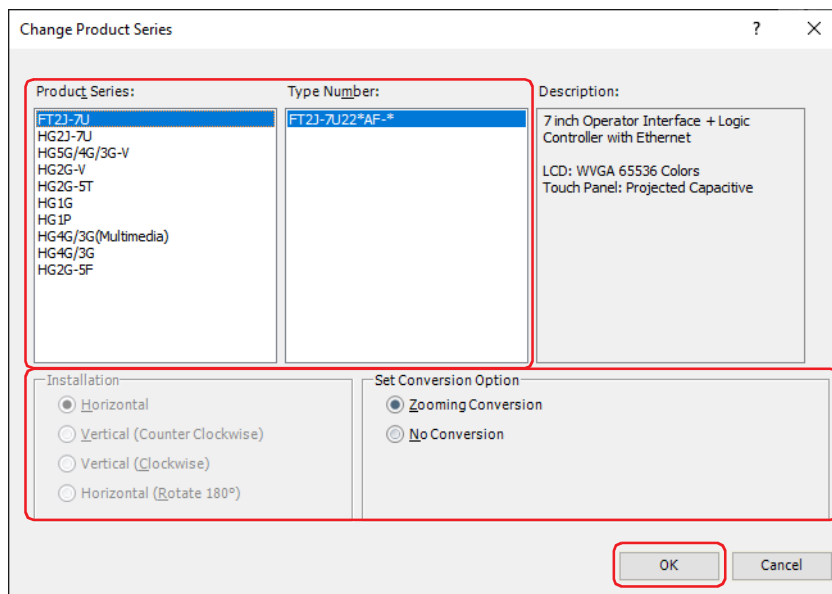 Change Product Series
?
Product Series:
Type Number:
Description:
FT2J-7U
HG2J-7U
HG5G/4G/3G-V
HG2G-V
HG2G-5T
HG1G
HG1P
HG4G/3G(Multimedia)
HG4G/3G
HG2G-5F
FT2J-7U22*AF-*
7 inch Operator Interface + Logic
Controller with Ethernet
LCD: WVGA 65536 Colors
Touch Panel: Projected Capacitive
Installation
Horizontal
Vertical (Counter Clockwise)
Vertical (Clockwise)
Horizontal (Rotate 180°)
Set Conversion Option
Zooming Conversion
No Conversion
OK
Cancel